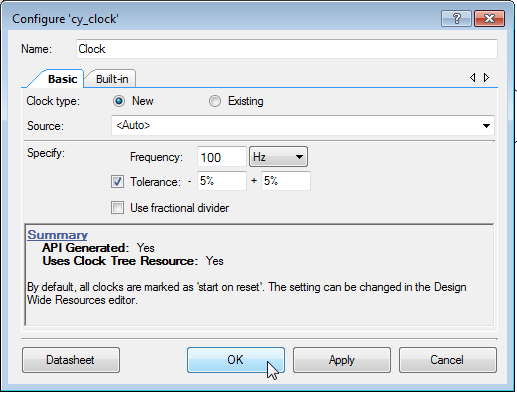 Configure 'cy_clock'
Name: Clock
Basic Built-in
Clock type: New Existing
Source: <Auto>
Specify: Frequency: 100 Hz
Tolerance: - 5% + 5%
Use fractional divider
Summary
API Generated: Yes
Uses Clock Tree Resource: Yes
By default, all clocks are marked as 'start on reset'. The setting can be changed in the Design
Wide Resources editor.
Datasheet OK Apply Cancel